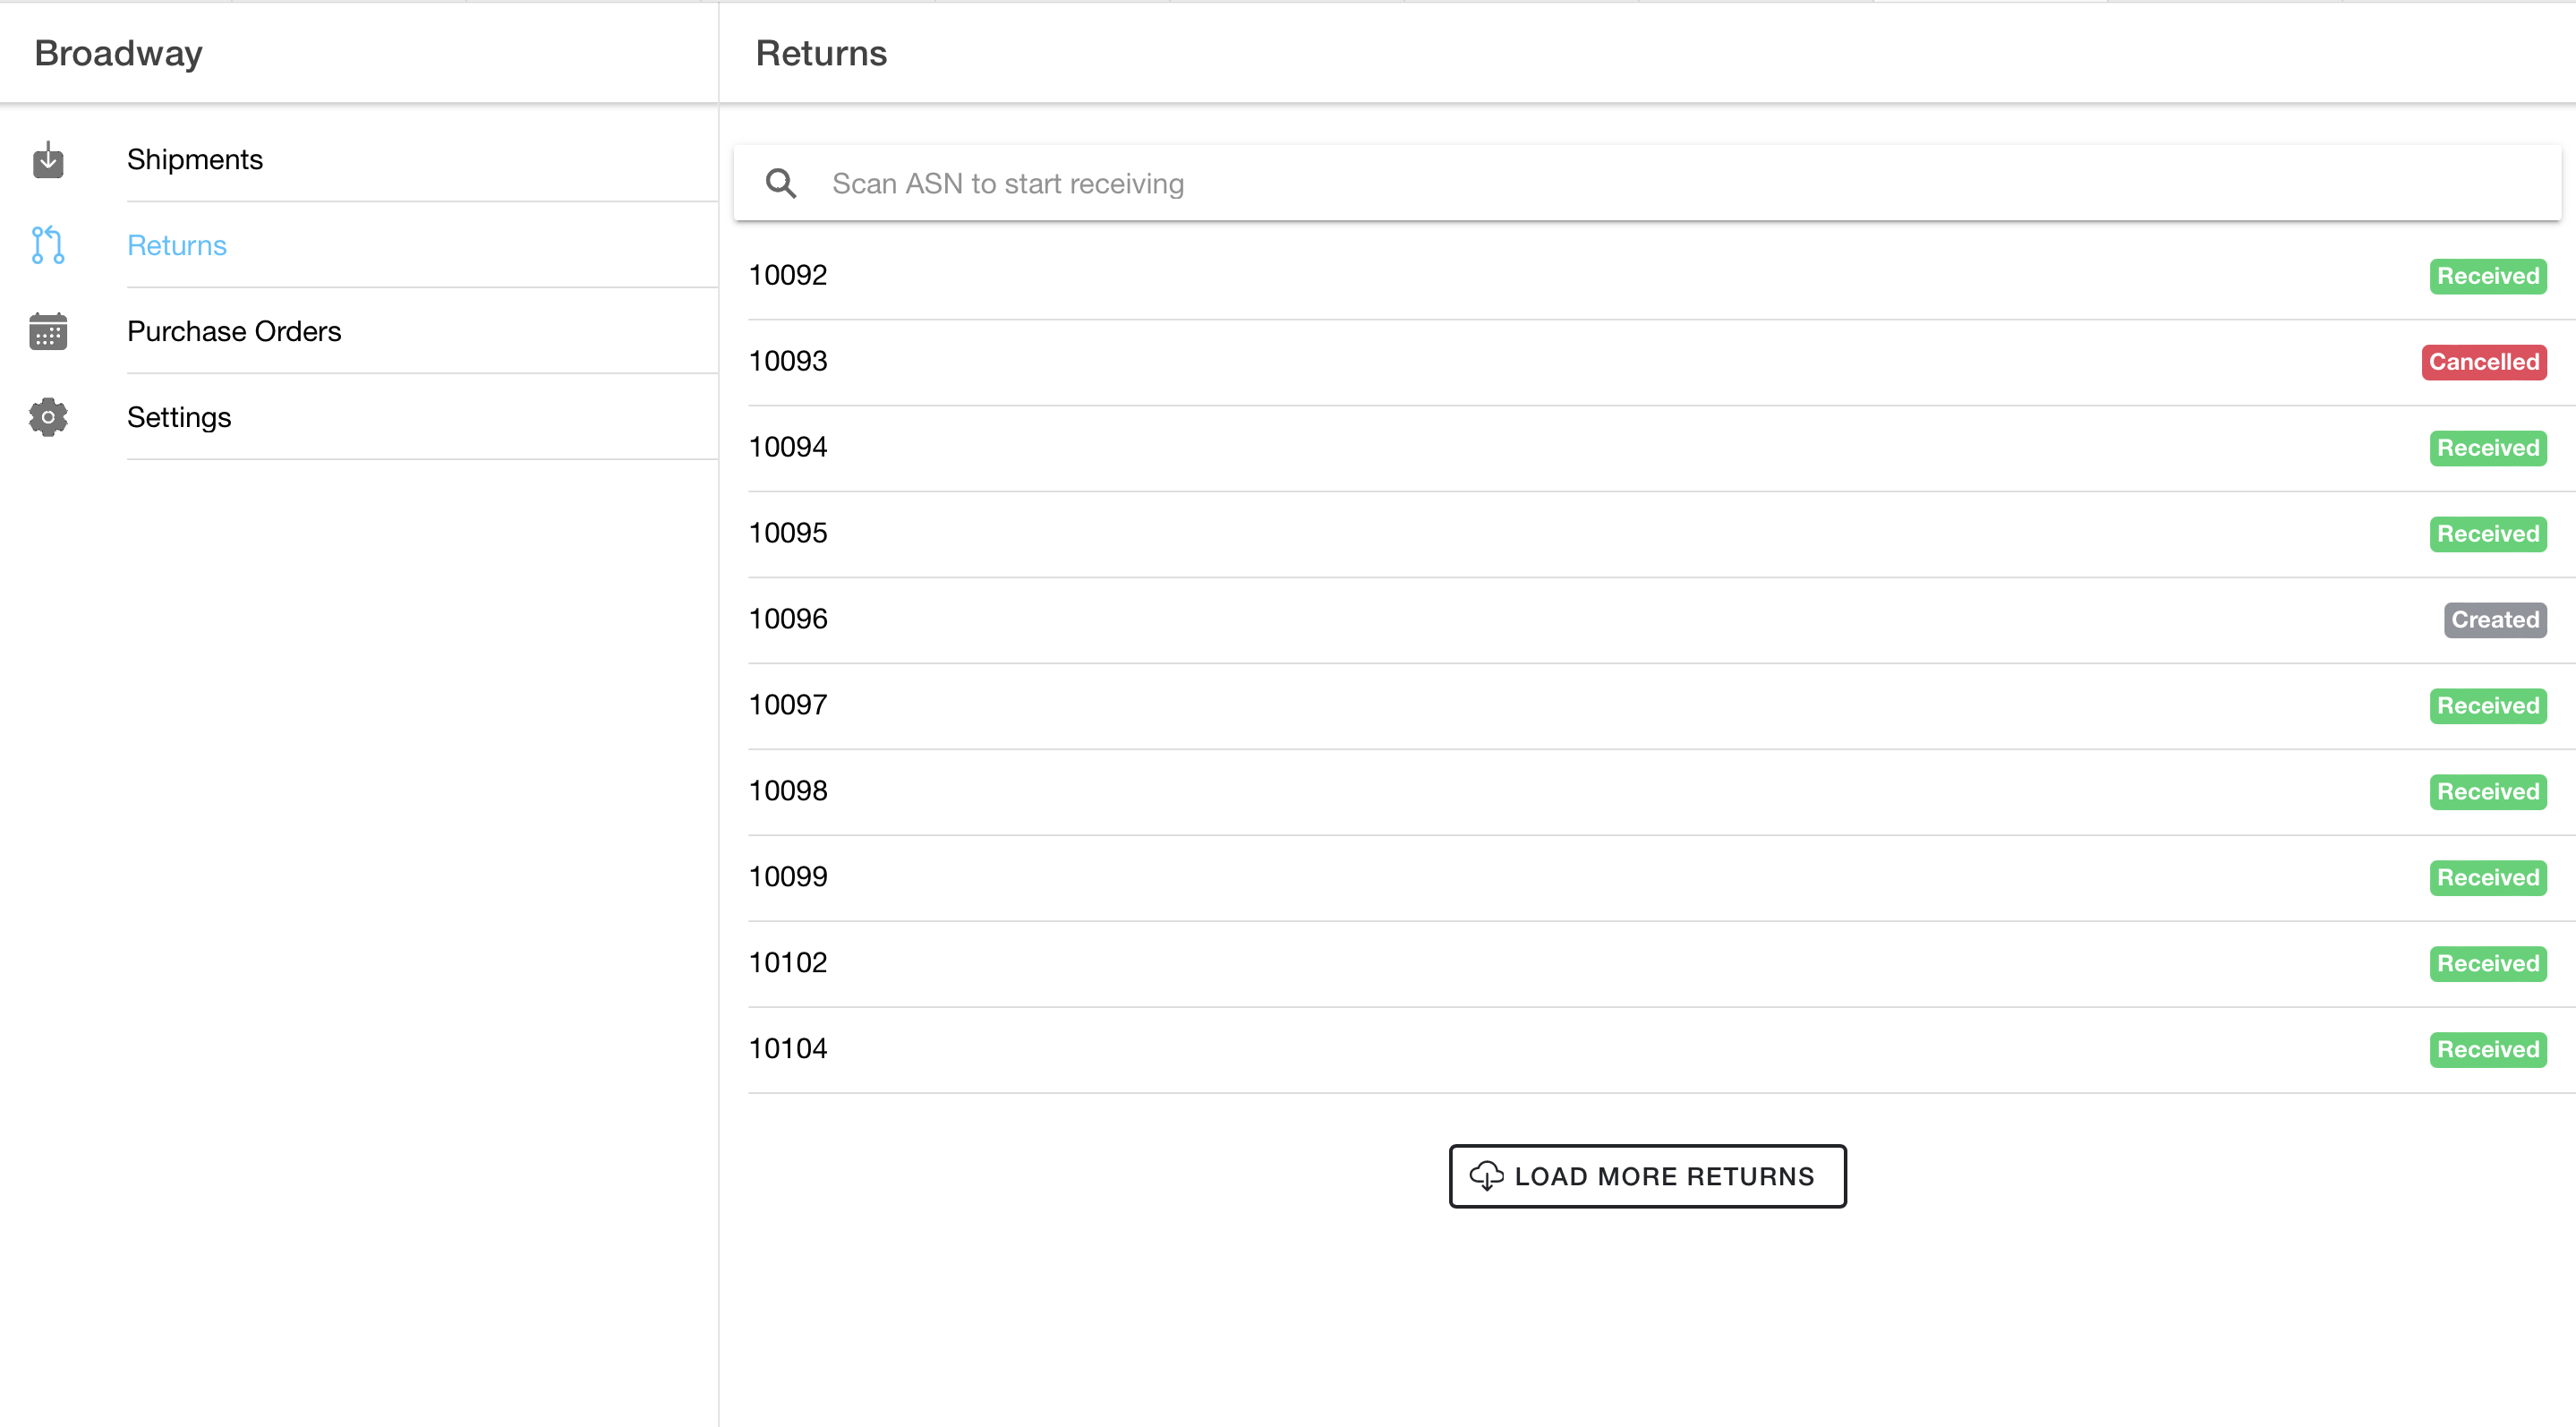 Broadway
Shipments
Returns
Purchase Orders
Settings
Returns
Scan ASN to start receiving
10092 Received
10093 Cancelled
10094 Received
10095 Received
10096 Created
10097 Received
10098 Received
10099 Received
10102 Received
10104 Received
LOAD MORE RETURNS